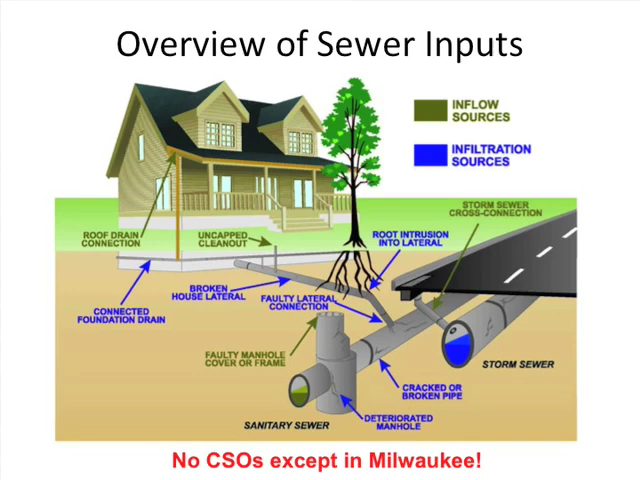 Overview of Sewer Inputs
INFLOW
SOURCES
INFILTRATION
SOURCES
STORM SEWER
CROSS-CONNECTION
ROOF DRAIN
CONNECTION
UNCAPPED
CLEANOUT
ROOT INTRUSION
INTO LATERAL
BROKEN
HOUSE LATERAL
FAULTY LATERAL
CONNECTION
CONNECTED
FOUNDATION DRAIN
FAULTY MANHOLE
COVER OR FRAME
STORM SEWER
CRACKED OR
BROKEN PIPE
DETERIORATED
MANHOLE
SANITARY SEWER
No CSOs except in Milwaukee!